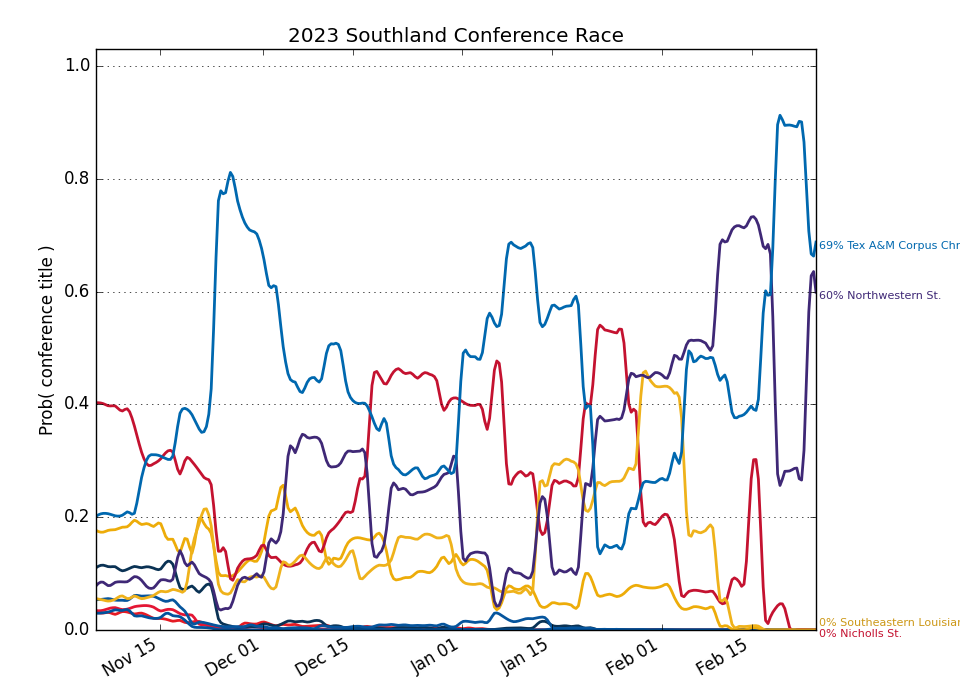 2023 Southland Conference Race
Prob( conference title )
1.0
0.8
0.6
0.4
0.2
0.0
Nov 15
Dec 01
Dec 15
Jan 01
Jan 15
Feb 01
Feb 15
69% Tex A&M Corpus Chr
60% Northwestern St.
0% Southeastern Louisian
0% Nicholls St.